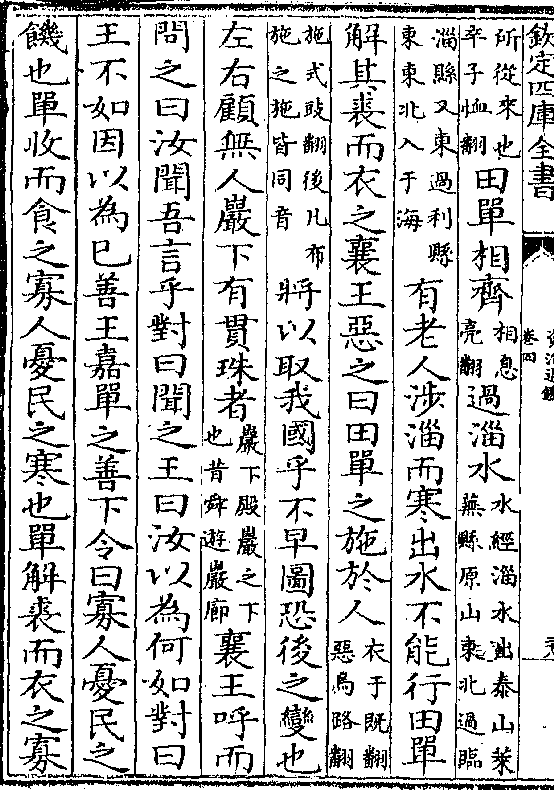 欽定四庫全書
資治通鑑
卷四
所從來也卒子恤翻田單相齊相息亮翻過淄水水經淄水出泰山萊蕪縣原山東北過臨
淄縣又東過利縣東東北入于海有老人涉淄而寒出水不能行田單
解其裘而衣之襄王惡之曰田單之施於人衣于既翻惡烏路翻
施式豉翻後凡布施之施皆同音將以取我國乎不早圖恐後之變也
左右顧無人巖下有貫珠者巖下殿巖之下也昔舜遊巖廊襄王呼而
問之曰汝聞吾言乎對曰聞之王曰汝以為何如對曰
王不如因以為已善王嘉單之善下令曰寡人憂民之
饑也單收而食之寡人憂民之寒也單解裘而衣之寡